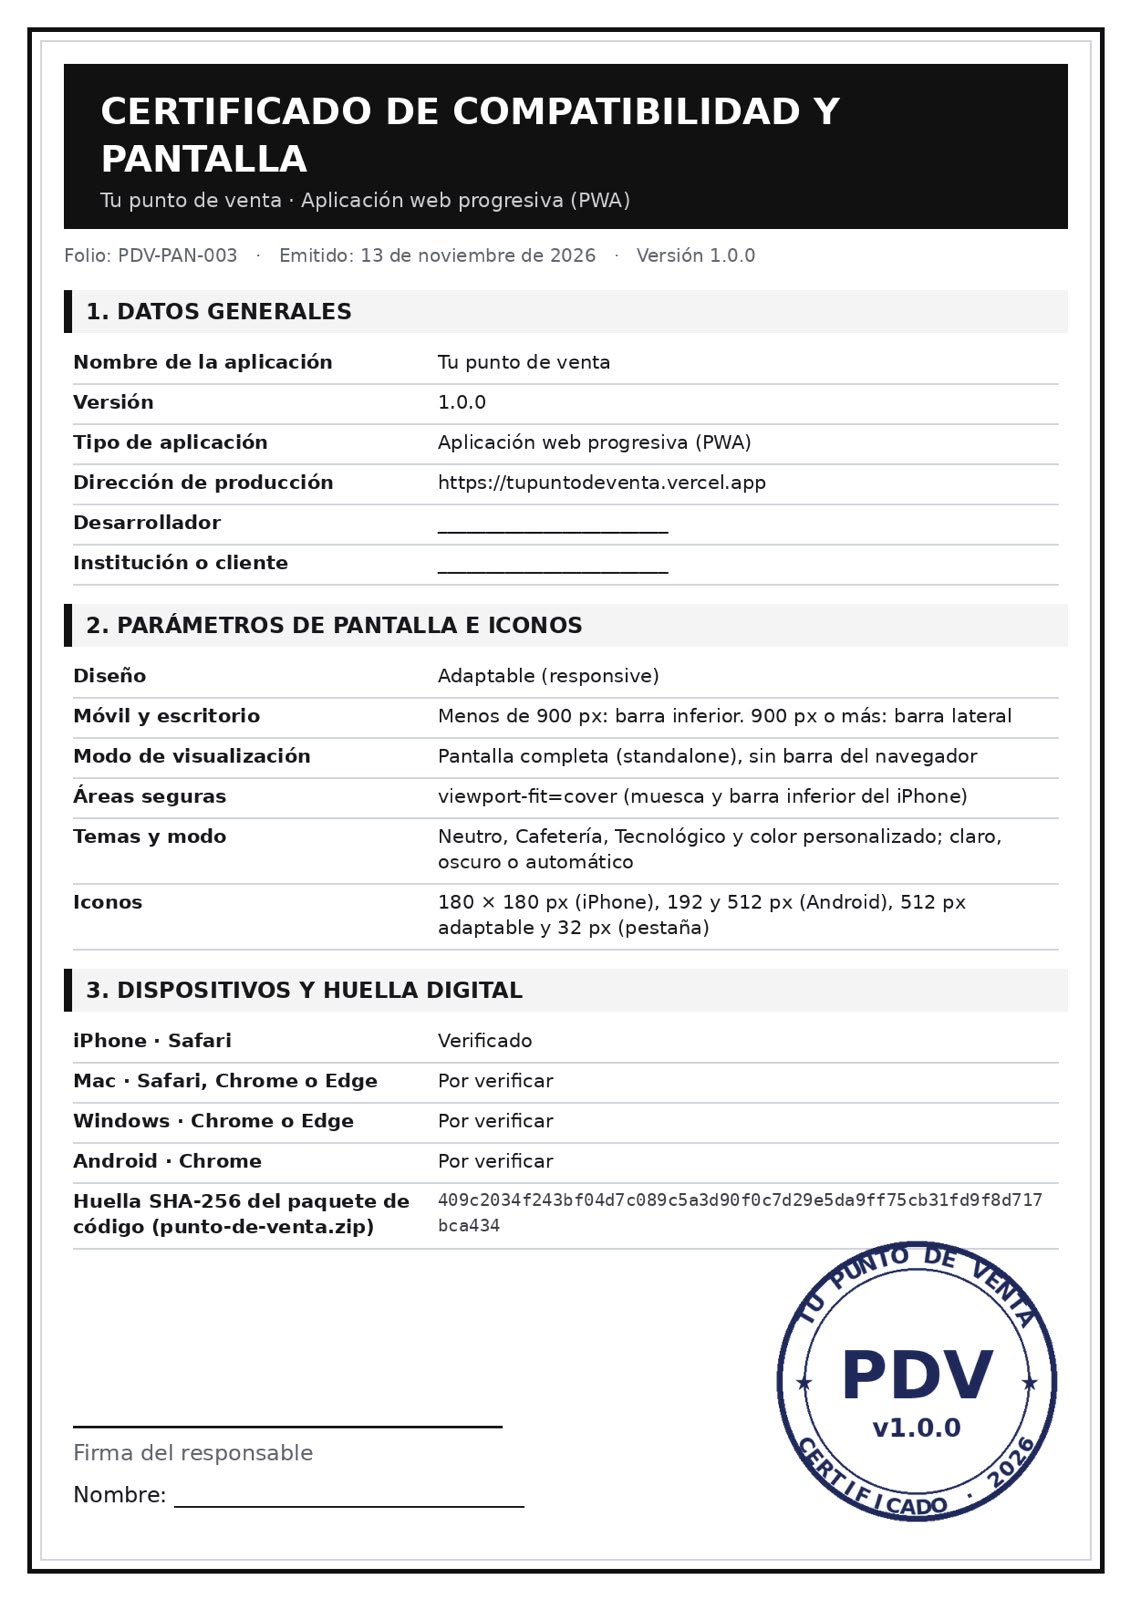 CERTIFICADO DE COMPATIBILIDAD Y
PANTALLA
Tu punto de venta · Aplicación web progresiva (PWA)
Folio: PDV-PAN-003 · Emitido: 13 de noviembre de 2026 · Versión 1.0.0
1. DATOS GENERALES
Nombre de la aplicación Tu punto de venta
Versión 1.0.0
Tipo de aplicación Aplicación web progresiva (PWA)
Dirección de producción https://tupuntodeventa.vercel.app
Desarrollador ________________________
Institución o cliente ________________________
2. PARÁMETROS DE PANTALLA E ICONOS
Diseño Adaptable (responsive)
Móvil y escritorio Menos de 900 px: barra inferior. 900 px o más: barra lateral
Modo de visualización Pantalla completa (standalone), sin barra del navegador
Áreas seguras viewport-fit=cover (muesca y barra inferior del iPhone)
Temas y modo Neutro, Cafetería, Tecnológico y color personalizado; claro,
oscuro o automático
Iconos 180 × 180 px (iPhone), 192 y 512 px (Android), 512 px
adaptable y 32 px (pestaña)
3. DISPOSITIVOS Y HUELLA DIGITAL
iPhone · Safari Verificado
Mac · Safari, Chrome o Edge Por verificar
Windows · Chrome o Edge Por verificar
Android · Chrome Por verificar
Huella SHA-256 del paquete de 409c2034f243bf04d7c089c5a3d90f0c7d29e5da9ff75cb31fd9f8d717
código (punto-de-venta.zip) bca434
TU PUNTO DE VENTA
★ PDV ★
v1.0.0
CERTIFICADO · 2026
Firma del responsable
Nombre: ________________________